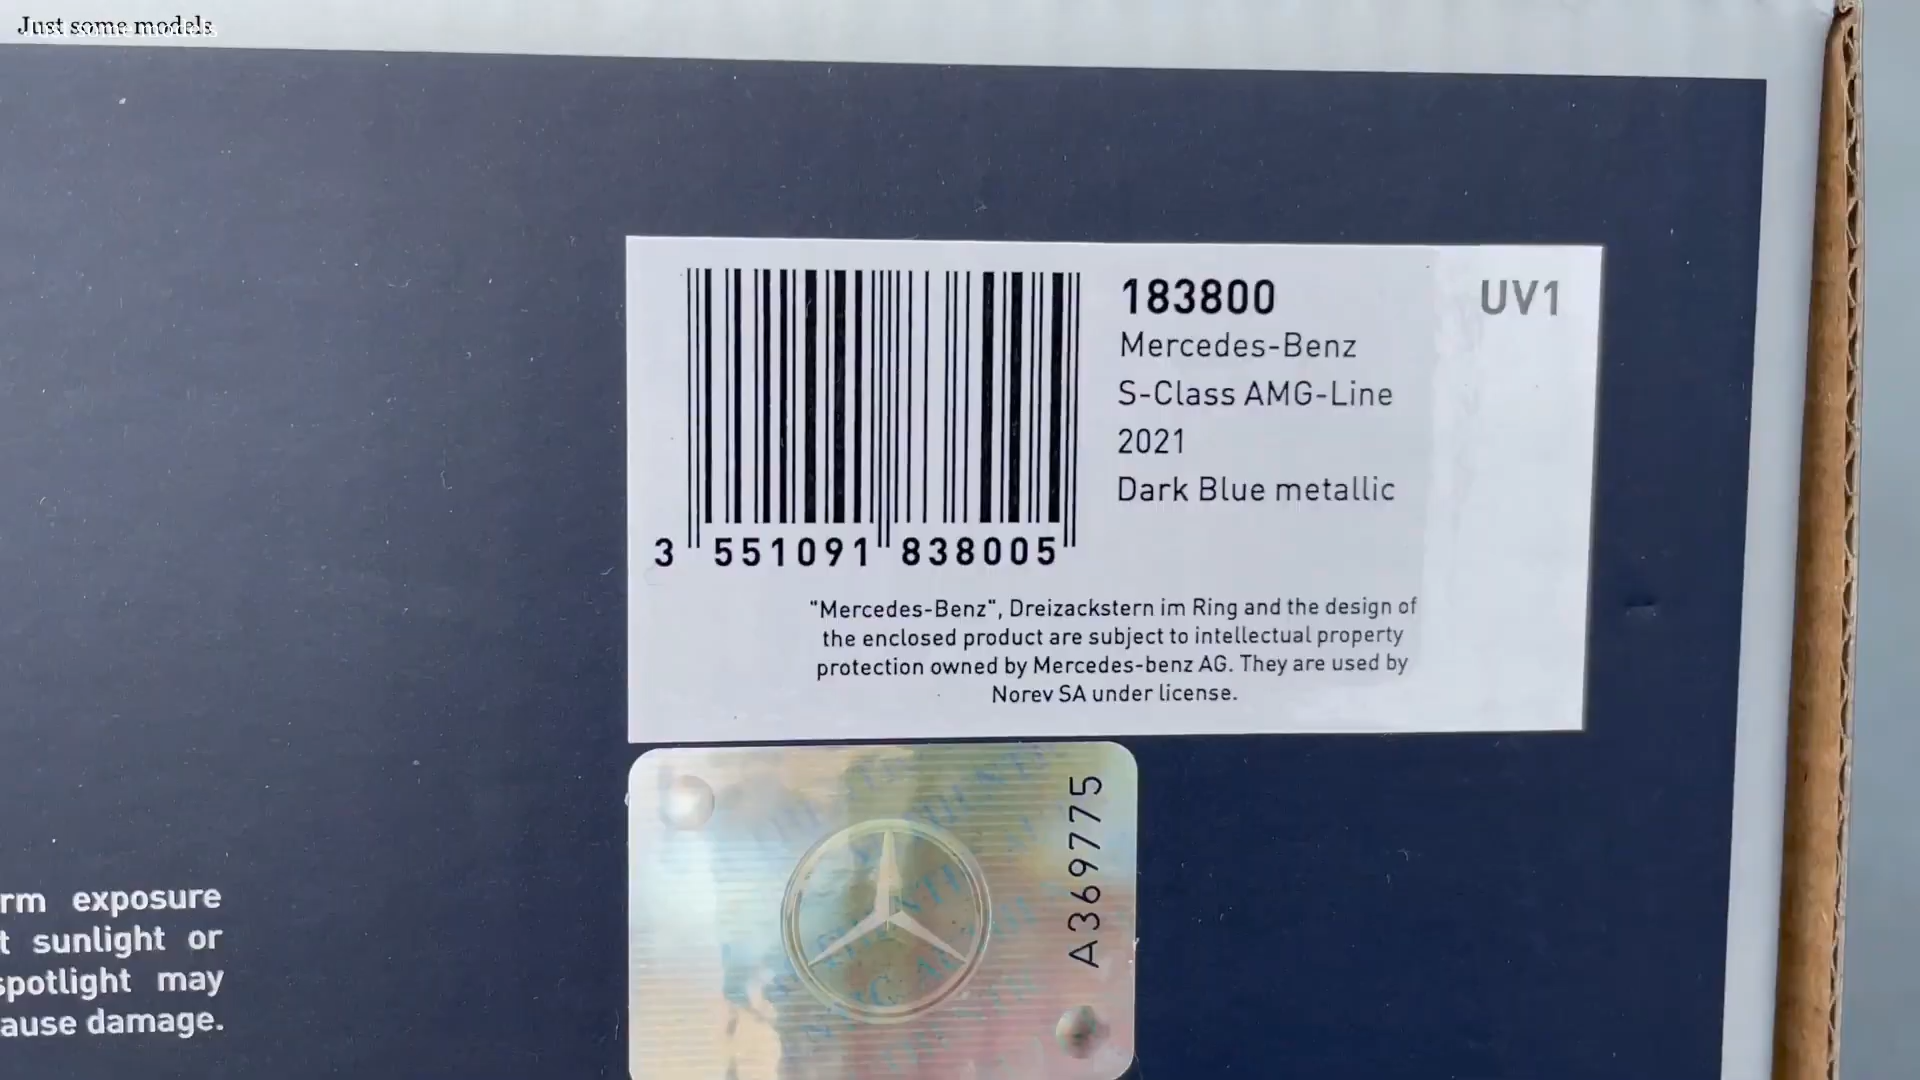 Just some models
183800
UV1
Mercedes-Benz
S-Class AMG-Line
2021
Dark Blue metallic
3 551091 838005
"Mercedes-Benz", Dreizackstern im Ring and the design of
the enclosed product are subject to intellectual property
protection owned by Mercedes-benz AG. They are used by
Norev SA under license.
A369775
rm exposure
t sunlight or
spotlight may
ause damage.